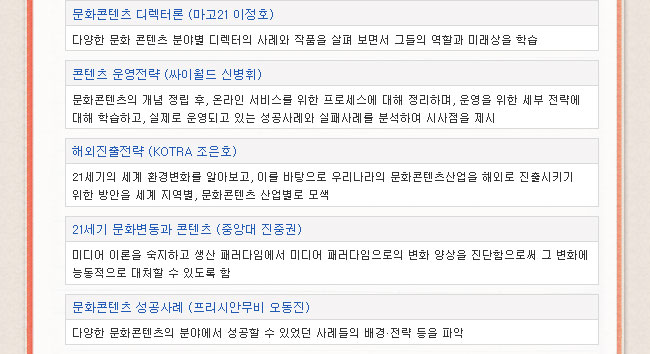 문화콘텐츠 디렉터론 (마고21 이정호)
다양한 문화 콘텐츠 분야별 디렉터의 사례와 작품을 살펴 보면서 그들의 역할과 미래상을 학습
콘텐츠 운영전략 (싸이월드 신병휘)
문화콘텐츠의 개념 정립 후, 온라인 서비스를 위한 프로세스에 대해 정리하며, 운영을 위한 세부 전략에
대해 학습하고, 실제로 운영되고 있는 성공사례와 실패사례를 분석하여 시사점을 제시
해외진출전략 (KOTRA 조은호)
21세기의 세계 환경변화를 알아보고, 이를 바탕으로 우리나라의 문화콘텐츠산업을 해외로 진출시키기
위한 방안을 세계 지역별, 문화콘텐츠 산업별로 모색
21세기 문화변동과 콘텐츠 (중앙대 진중권)
미디어 이론을 숙지하고 생산 패러다임에서 미디어 패러다임으로의 변화 양상을 진단함으로써 그 변화에
능동적으로 대처할 수 있도록 함
문화콘텐츠 성공사례 (프리시안무비 오동진)
다양한 문화콘텐츠의 분야에서 성공할 수 있었던 사례들의 배경·전략 등을 파악